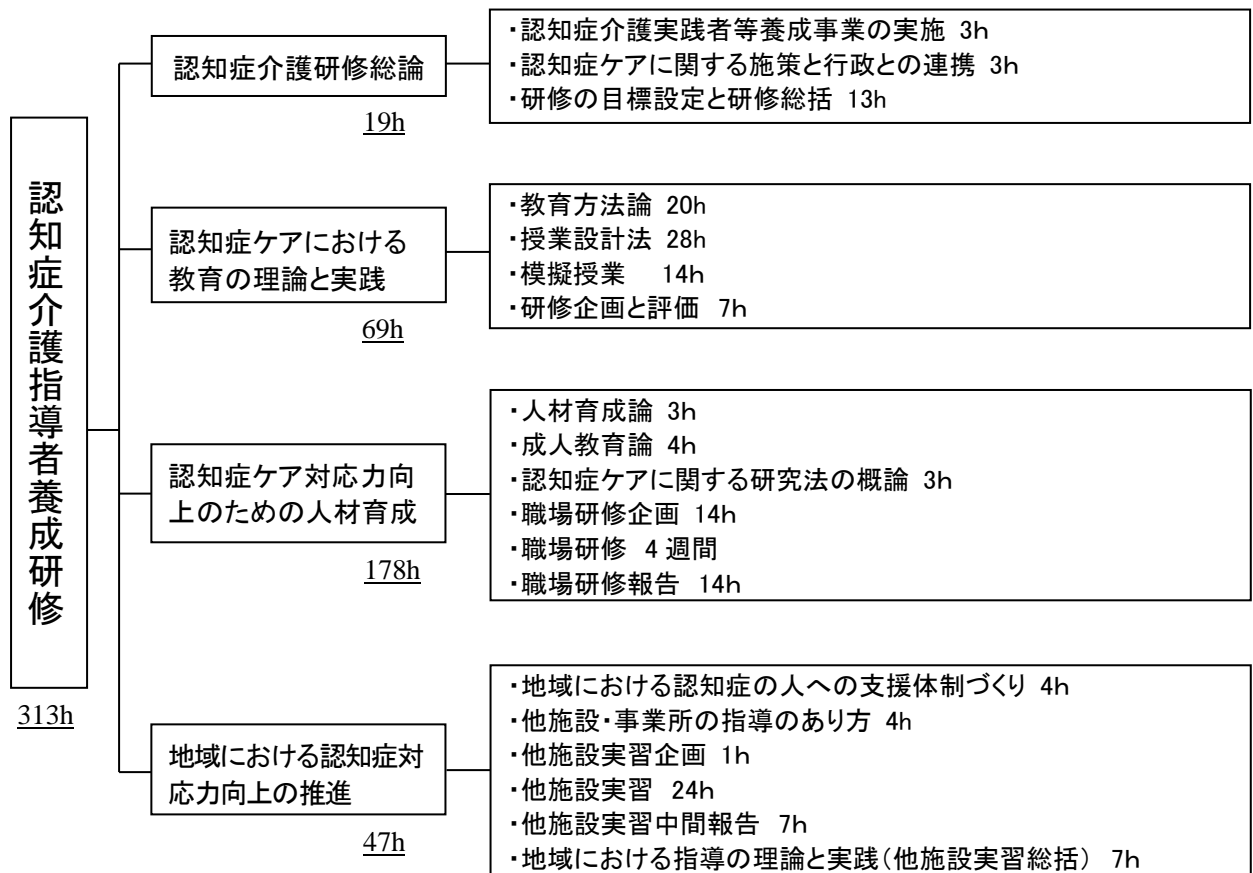 認知症介護指導者養成研修
313h
認知症介護研修総論
19h
・認知症介護実践者等養成事業の実施 3h
・認知症ケアに関する施策と行政との連携 3h
・研修の目標設定と研修総括 13h
認知症ケアにおける
教育の理論と実践
69h
・教育方法論 20h
・授業設計法 28h
・模擬授業 14h
・研修企画と評価 7h
認知症ケア対応力向
上のための人材育成
178h
・人材育成論 3h
・成人教育論 4h
・認知症ケアに関する研究法の概論 3h
・職場研修企画 14h
・職場研修 4週間
・職場研修報告 14h
地域における認知症対
応力向上の推進
47h
・地域における認知症の人への支援体制づくり 4h
・他施設・事業所の指導のあり方 4h
・他施設実習企画 1h
・他施設実習 24h
・他施設実習中間報告 7h
・地域における指導の理論と実践(他施設実習総括) 7h